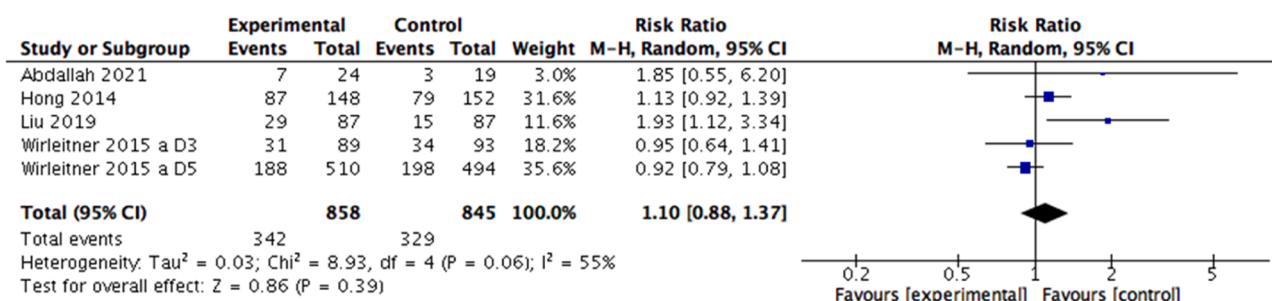 Experimental Control Risk Ratio Risk Ratio
Study or Subgroup Events Total Events Total Weight M-H, Random, 95% CI M-H, Random, 95% CI
Abdallah 2021 7 24 3 19 3.0% 1.85 [0.55, 6.20]
Hong 2014 87 148 79 152 31.6% 1.13 [0.92, 1.39]
Liu 2019 29 87 15 87 11.6% 1.93 [1.12, 3.34]
Wirleitner 2015 a D3 31 89 34 93 18.2% 0.95 [0.64, 1.41]
Wirleitner 2015 a D5 188 510 198 494 35.6% 0.92 [0.79, 1.08]
Total (95% CI) 858 845 100.0% 1.10 [0.88, 1.37]
Total events 342 329
Heterogeneity: Tau² = 0.03; Chi² = 8.93, df = 4 (P = 0.06); I² = 55%
Test for overall effect: Z = 0.86 (P = 0.39)
0.2 0.5 1 2 5
Favours [experimental] Favours [control]